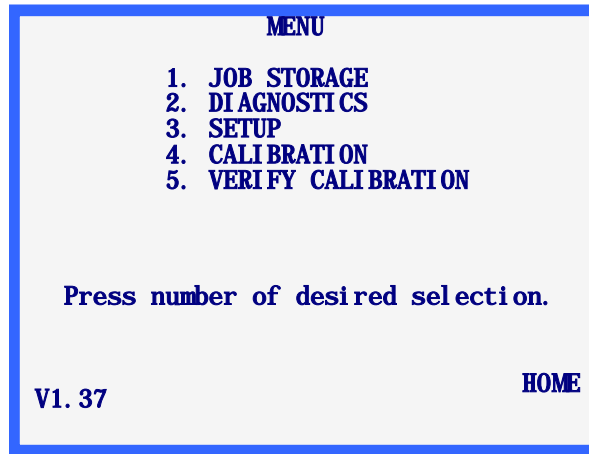 MENU
1. JOB STORAGE
2. DIAGNOSTICS
3. SETUP
4. CALIBRATION
5. VERIFY CALIBRATION
Press number of desired selection.
HOME
V1.37